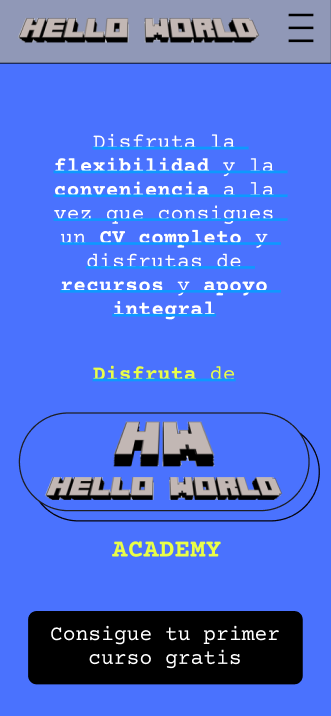 HELLO WORLD
Disfruta la
flexibilidad y la
conveniencia a la
vez que consigues
un CV completo y
disfrutas de
recursos y apoyo
integral
Disfruta de
HW
HELLO WORLD
ACADEMY
Consigue tu primer
curso gratis